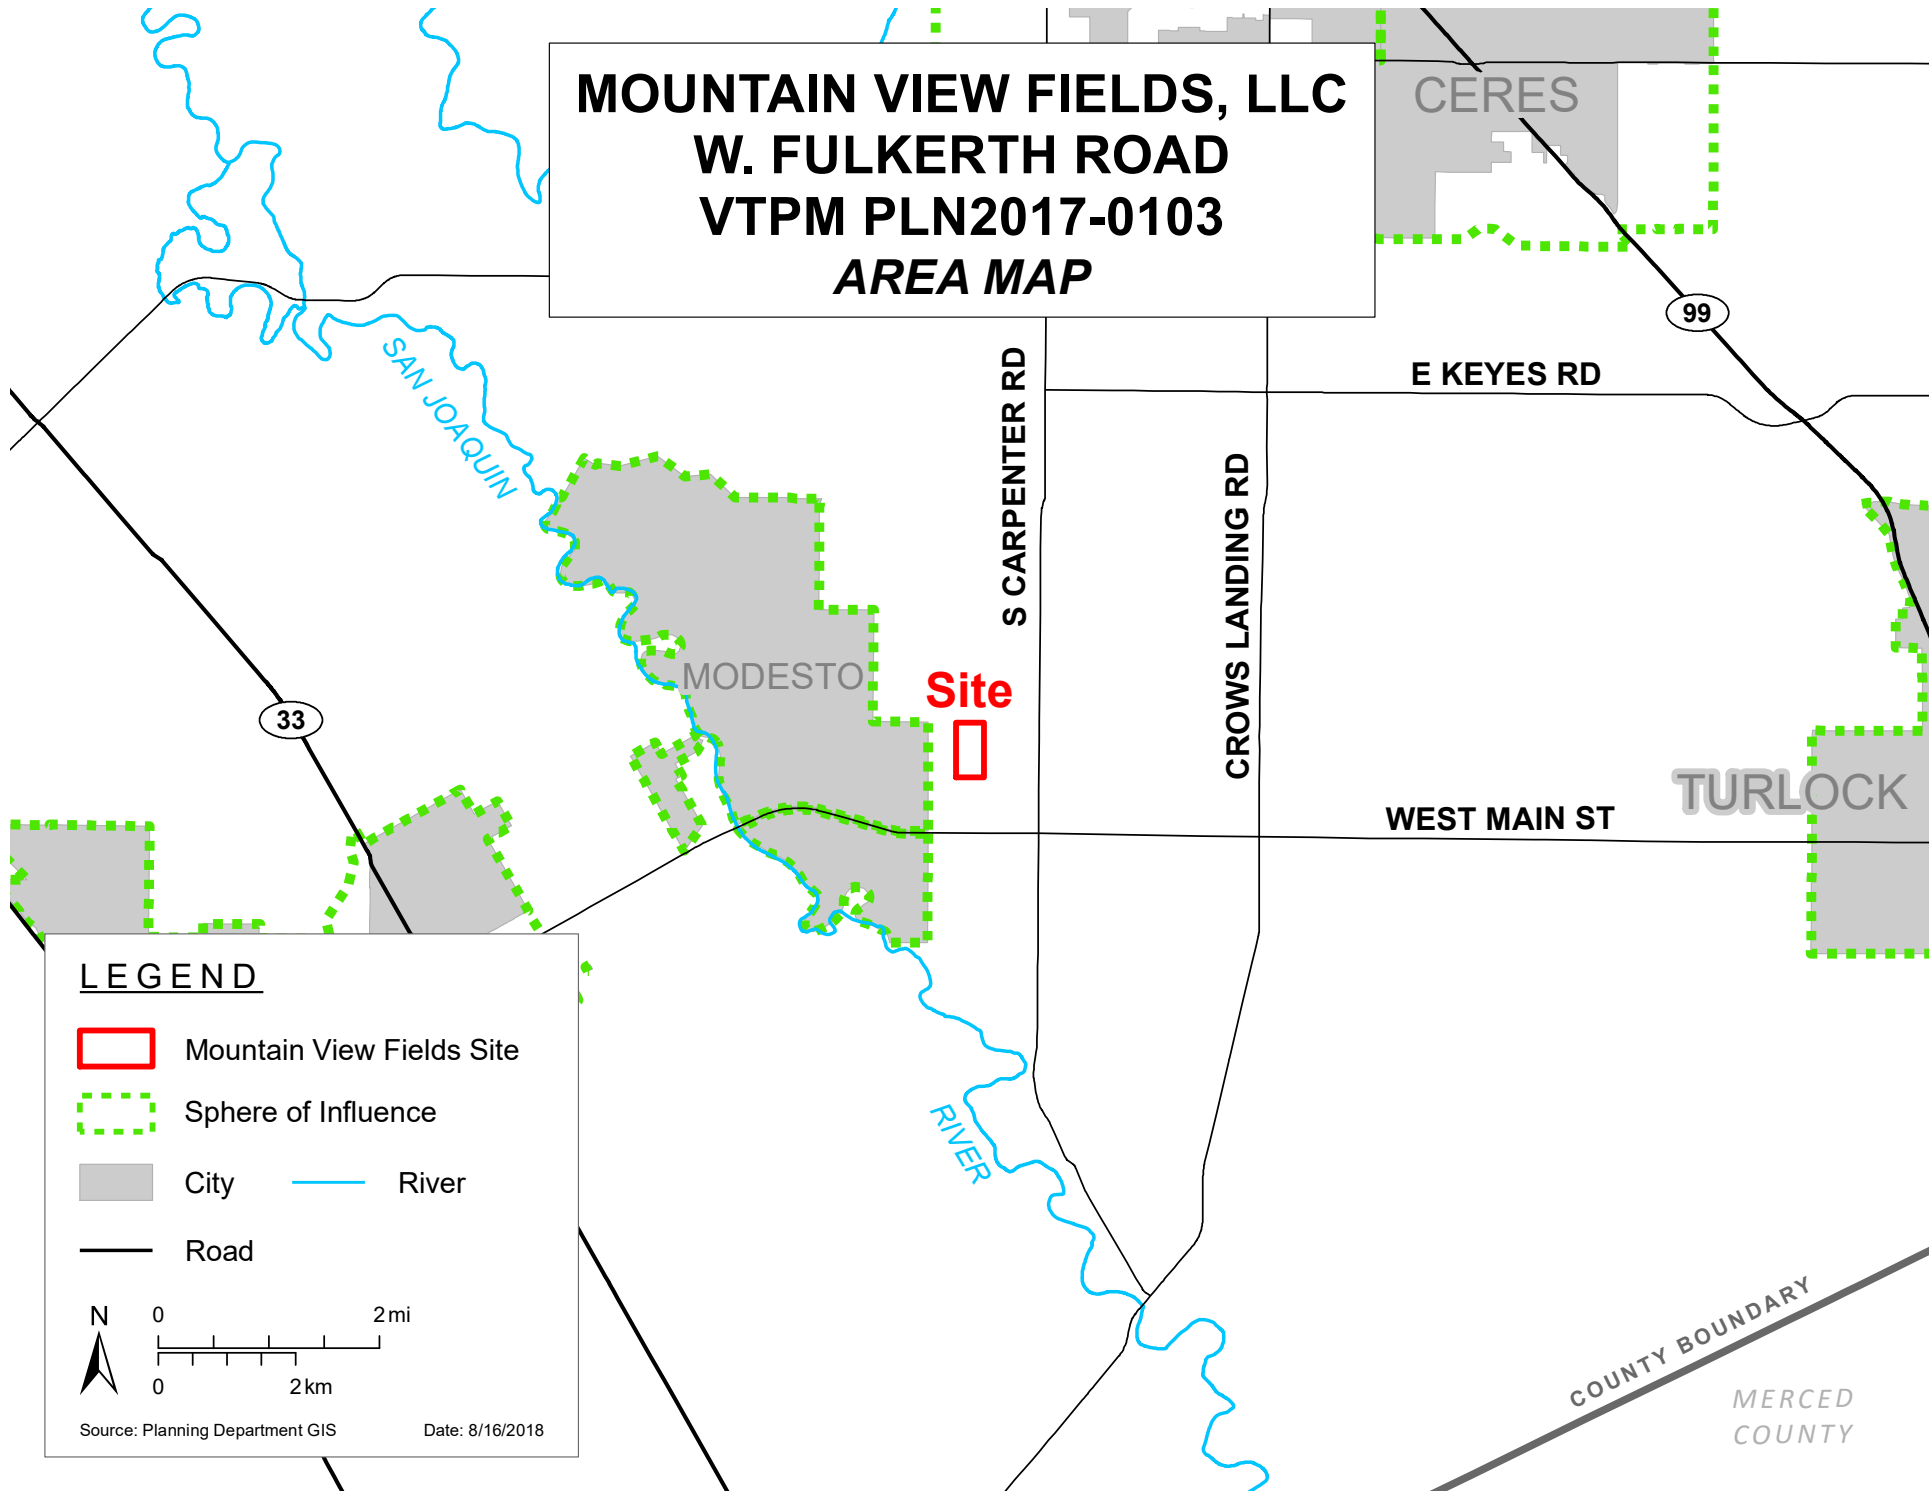 MOUNTAIN VIEW FIELDS, LLC
W. FULKERTH ROAD
VTPM PLN2017-0103
AREA MAP
CERES
99
E KEYES RD
SAN JOAQUIN
S CARPENTER RD
CROWS LANDING RD
MODESTO
Site
33
TURLOCK
WEST MAIN ST
LEGEND
Mountain View Fields Site
Sphere of Influence
City
River
Road
N
0 2 mi
0 2 km
Source: Planning Department GIS
Date: 8/16/2018
RIVER
COUNTY BOUNDARY
MERCED
COUNTY